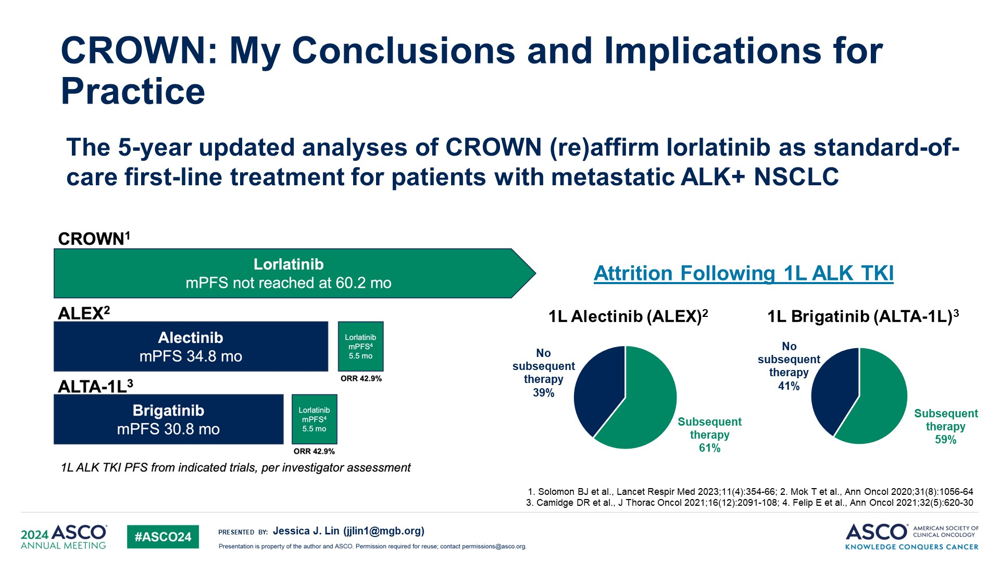 CROWN: My Conclusions and Implications for
Practice
The 5-year updated analyses of CROWN (re)affirm lorlatinib as standard-of-
care first-line treatment for patients with metastatic ALK+ NSCLC
CROWN¹
Lorlatinib
mPFS not reached at 60.2 mo
ALEX²
Alectinib
mPFS 34.8 mo
Lorlatinib
mPFS⁴
5.5 mo
ORR 42.9%
ALTA-1L³
Brigatinib
mPFS 30.8 mo
Lorlatinib
mPFS⁴
5.5 mo
ORR 42.9%
1L ALK TKI PFS from indicated trials, per investigator assessment
Attrition Following 1L ALK TKI
1L Alectinib (ALEX)²
No
subsequent
therapy
39%
Subsequent
therapy
61%
1L Brigatinib (ALTA-1L)³
No
subsequent
therapy
41%
Subsequent
therapy
59%
1. Solomon BJ et al., Lancet Respir Med 2023;11(4):354-66; 2. Mok T et al., Ann Oncol 2020;31(8):1056-64
3. Camidge DR et al., J Thorac Oncol 2021;16(12):2091-108; 4. Felip E et al., Ann Oncol 2021;32(5):620-30
2024 ASCO
ANNUAL MEETING
#ASCO24
PRESENTED BY: Jessica J. Lin (jjlin1@mgb.org)
Presentation is property of the author and ASCO. Permission required for reuse; contact permissions@asco.org.
ASCO AMERICAN SOCIETY OF
CLINICAL ONCOLOGY
KNOWLEDGE CONQUERS CANCER